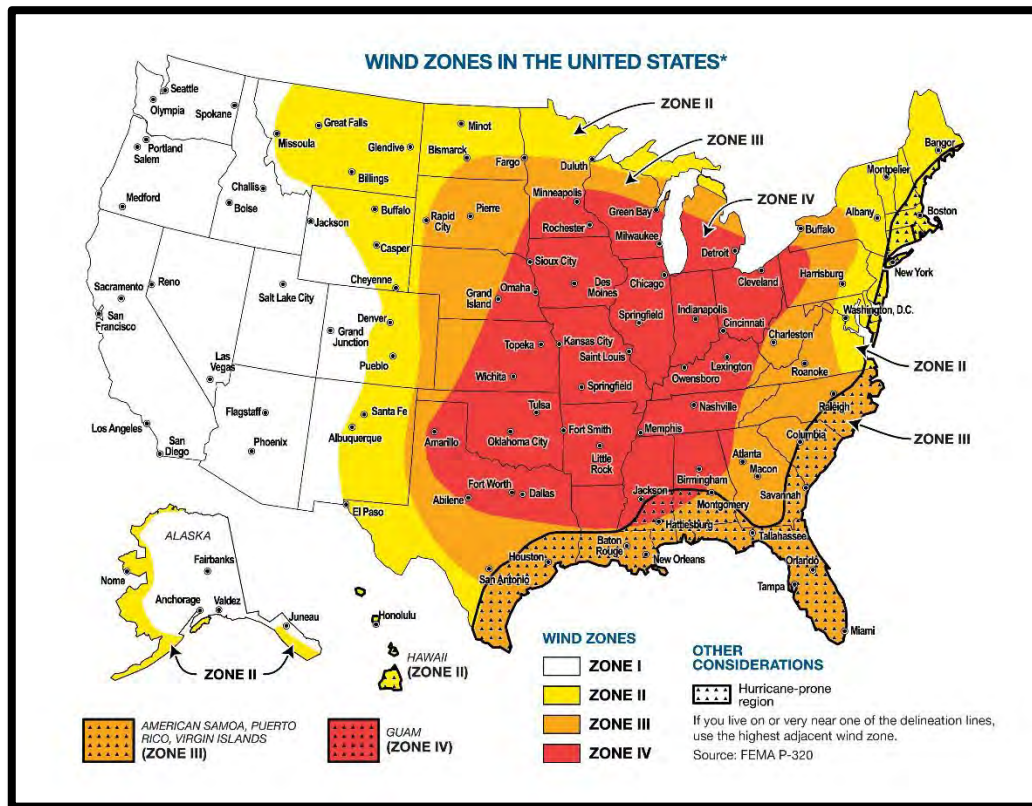 WIND ZONES IN THE UNITED STATES*
ZONE II
ZONE III
ZONE IV
Seattle
Olympia
Spokane
Portland
Salem
Medford
Missoula
Great Falls
Glendive
Billings
Minot
Bismarck
Fargo
Duluth
Challis
Boise
Jackson
Buffalo
Casper
Cheyenne
Rapid
City
Pierre
Minneapolis
Rochester
Green Bay
Milwaukee
Detroit
Buffalo
Albany
Montpelier
Bangor
Boston
New York
Sacramento
San
Francisco
Reno
Salt Lake City
Las
Vegas
Denver
Grand
Junction
Pueblo
Grand
Island
Omaha
Sioux City
Des
Moines
Chicago
Cleveland
Harrisburg
Washington, D.C.
Springfield
Indianapolis
Cincinnati
Charleston
Topeka
Kansas City
Saint Louis
Lexington
Owensboro
Roanoke
ZONE II
Wichita
Springfield
Nashville
Raleigh
ZONE III
Los Angeles
San
Diego
Flagstaff
Phoenix
Santa Fe
Albuquerque
El Paso
Amarillo
Tulsa
Oklahoma City
Fort Smith
Little
Rock
Memphis
Atlanta
Macon
Columbia
Savannah
Birmingham
Montgomery
Abilene
Fort Worth
Dallas
Jackson
Hattiesburg
Tallahassee
Houston
San Antonio
Baton
Rouge
New Orleans
Orlando
Tampa
Miami
ALASKA
Fairbanks
Nome
Anchorage
Valdez
Juneau
ZONE II
Honolulu
HAWAII
(ZONE II)
AMERICAN SAMOA, PUERTO
RICO, VIRGIN ISLANDS
(ZONE III)
GUAM
(ZONE IV)
WIND ZONES
ZONE I
ZONE II
ZONE III
ZONE IV
OTHER
CONSIDERATIONS
Hurricane-prone
region
If you live on or very near one of the delineation lines,
use the highest adjacent wind zone.
Source: FEMA P-320